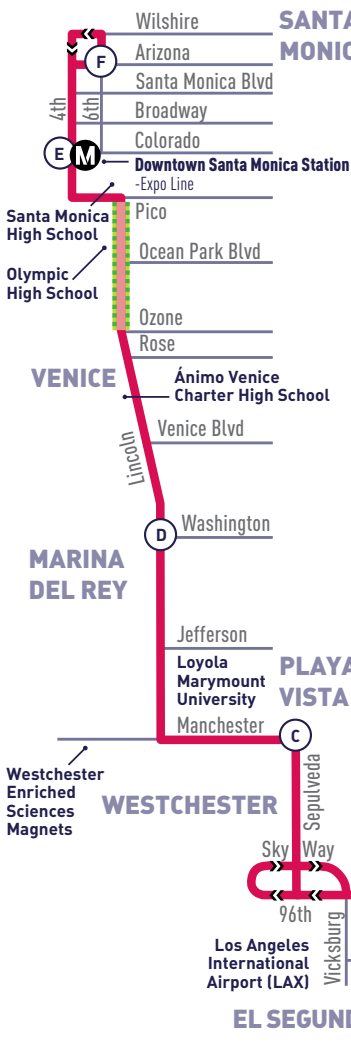 Wilshire
SANTA
MONIC
F
Arizona
Santa Monica Blvd
4th
6th
Broadway
Colorado
E
M
Downtown Santa Monica Station
-Expo Line
Santa Monica
High School
Pico
Olympic
High School
Ocean Park Blvd
Ozone
Rose
VENICE
Ánimo Venice
Charter High School
Lincoln
Venice Blvd
D
Washington
MARINA
DEL REY
Jefferson
Loyola
Marymount
University
PLAYA
VISTA
Manchester
C
Westchester
Enriched
Sciences
Magnets
WESTCHESTER
Sepulveda
Sky Way
96th
Vicksburg
Los Angeles
International
Airport (LAX)
EL SEGUND